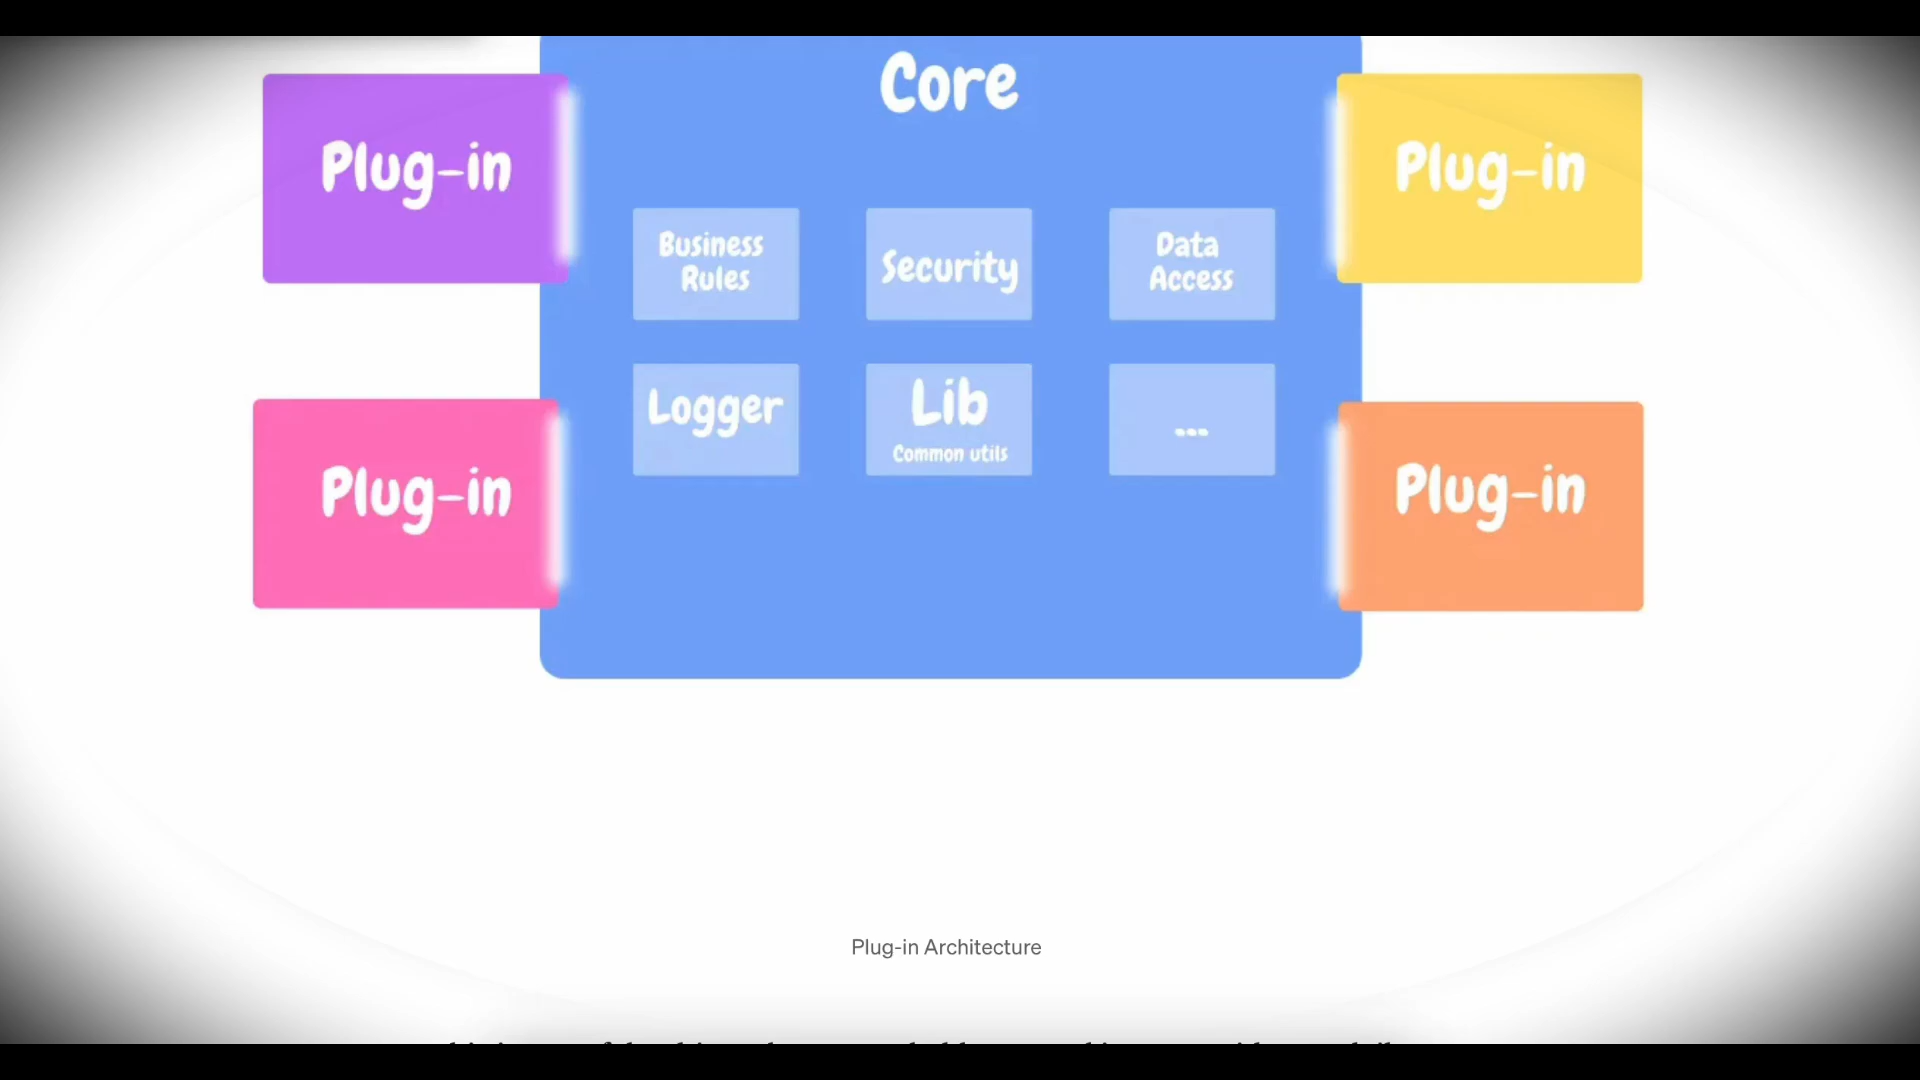 Core
Plug-in
Plug-in
Business
Rules
Security
Data
Access
Logger
Lib
Common utils
...
Plug-in
Plug-in
Plug-in Architecture